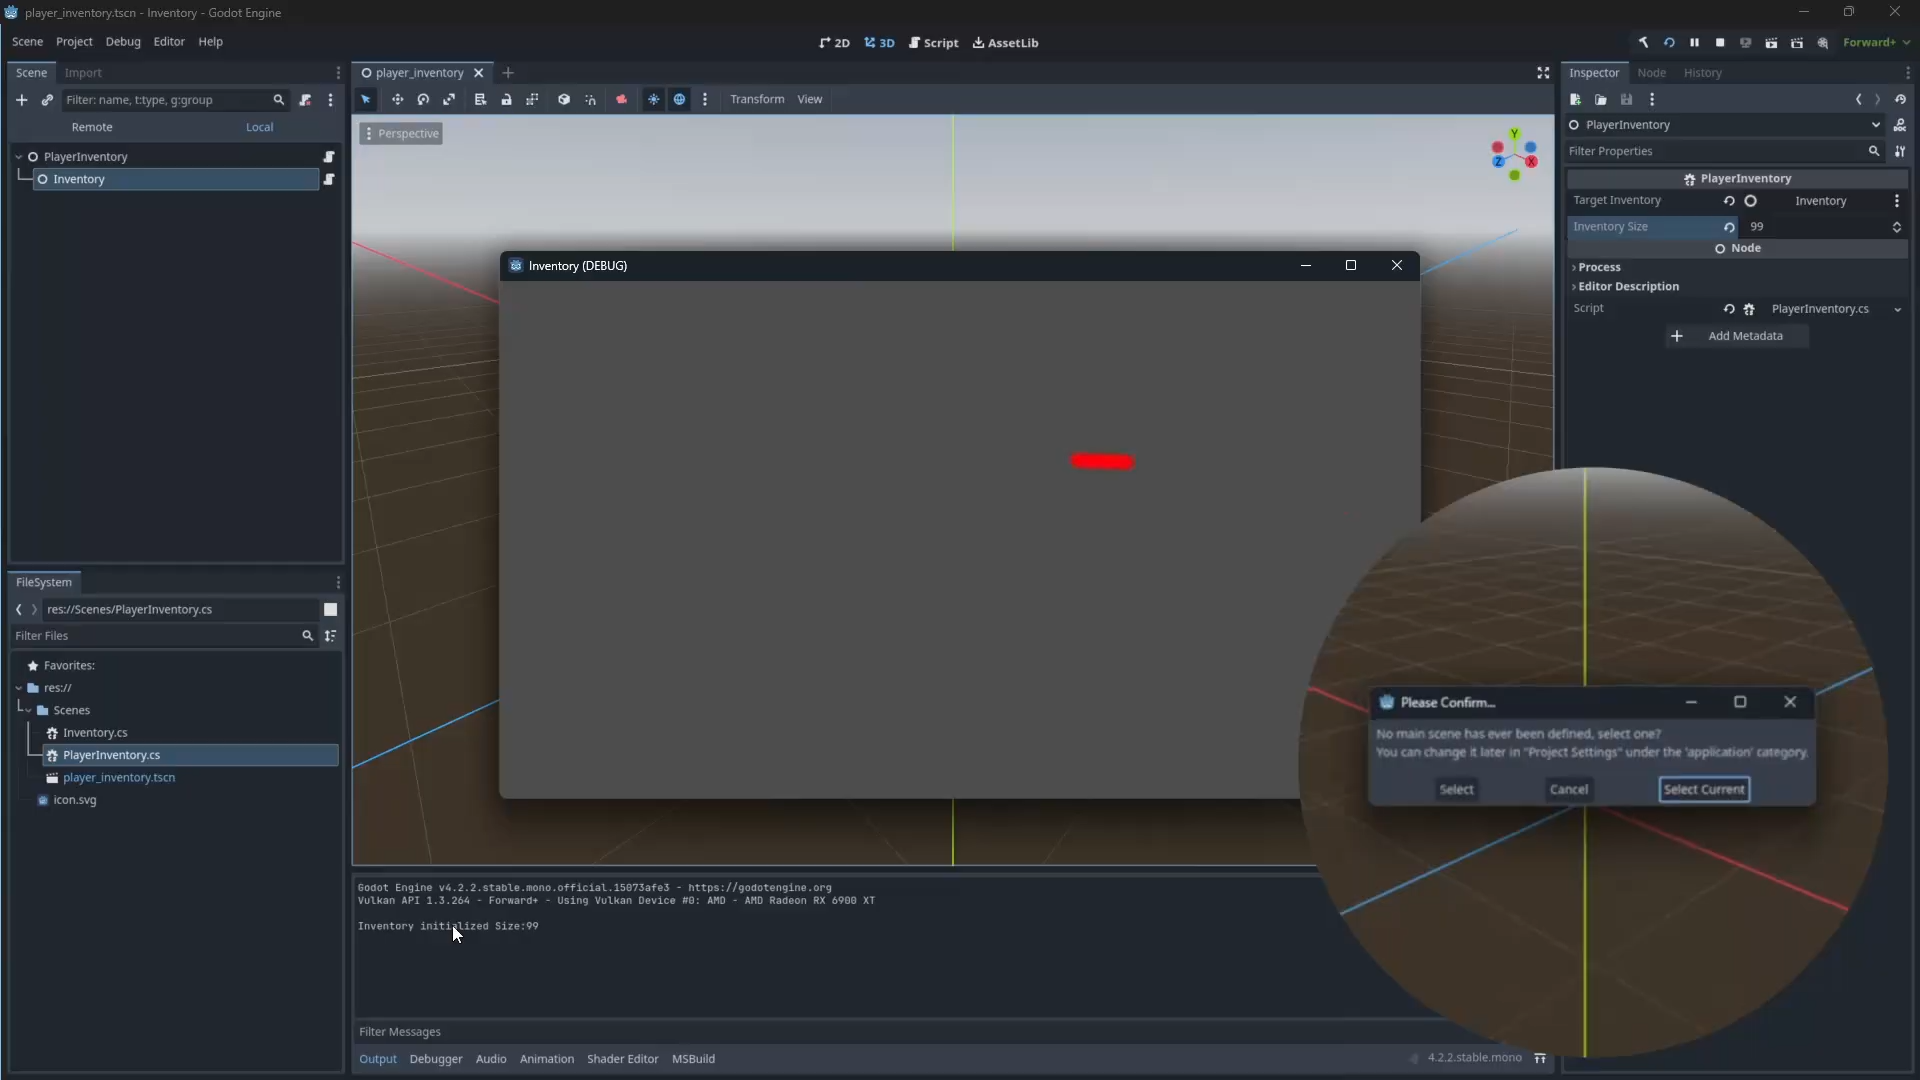 player_inventory.tscn - Inventory - Godot Engine
Scene Project Debug Editor Help
2D 3D Script AssetLib
Forward+
Scene Import
Filter: name, t:type, g:group
Remote Local
PlayerInventory
Inventory
player_inventory
Transform View
Perspective
Y
Z X
Inventory (DEBUG)
Inspector Node History
PlayerInventory
Filter Properties
PlayerInventory
Target Inventory Inventory
Inventory Size 99
Node
Process
Editor Description
Script PlayerInventory.cs
Add Metadata
FileSystem
res://Scenes/PlayerInventory.cs
Filter Files
Favorites:
res://
Scenes
Inventory.cs
PlayerInventory.cs
player_inventory.tscn
icon.svg
Please Confirm...
No main scene has ever been defined, select one?
You can change it later in "Project Settings" under the 'application' category.
Select Cancel Select Current
Godot Engine v4.2.2.stable.mono.official.15073afe3 - https://godotengine.org
Vulkan API 1.3.264 - Forward+ - Using Vulkan Device #0: AMD - AMD Radeon RX 6900 XT
Inventory initialized Size:99
Filter Messages
Output Debugger Audio Animation Shader Editor MSBuild
4.2.2.stable.mono